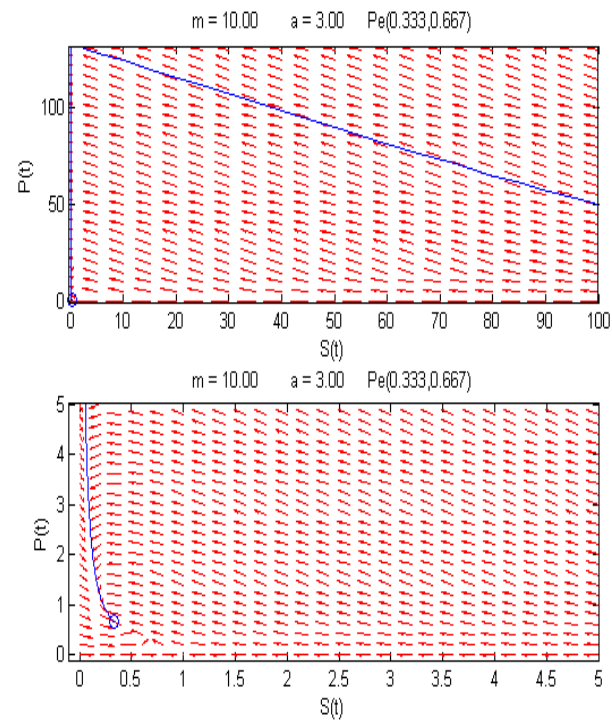 m = 10.00 a = 3.00 Pe(0.333,0.667)
100
50
0
P(t)
0 10 20 30 40 50 60 70 80 90 100
S(t)
m = 10.00 a = 3.00 Pe(0.333,0.667)
5
4
3
2
1
0
P(t)
0 0.5 1 1.5 2 2.5 3 3.5 4 4.5 5
S(t)